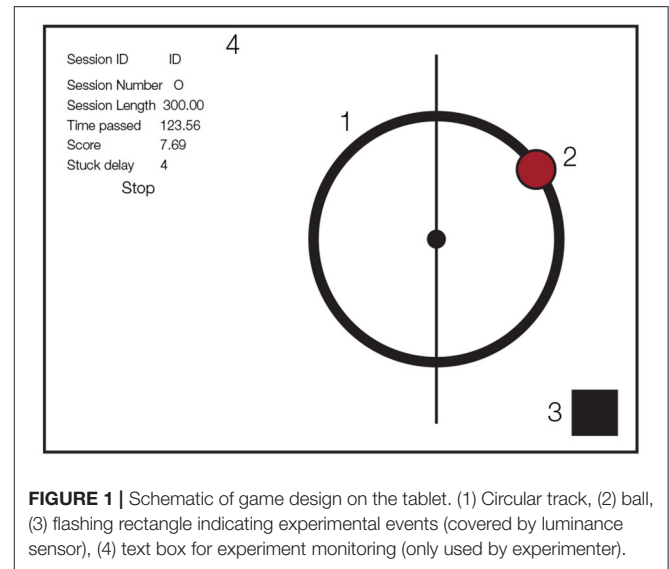 4
Session ID ID
Session Number O
Session Length 300.00
Time passed 123.56
Score 7.69
Stuck delay 4
Stop
1
2
3
FIGURE 1 | Schematic of game design on the tablet. (1) Circular track, (2) ball,
(3) flashing rectangle indicating experimental events (covered by luminance
sensor), (4) text box for experiment monitoring (only used by experimenter).